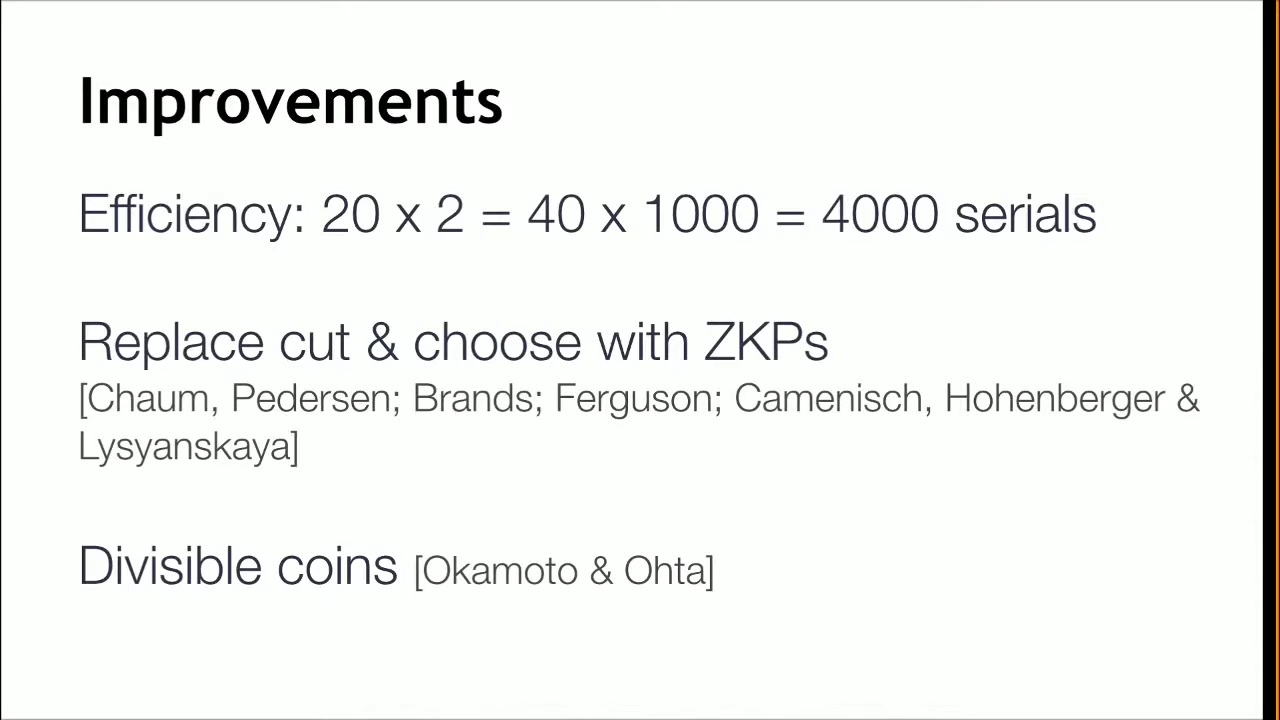 Improvements
Efficiency: 20 x 2 = 40 x 1000 = 4000 serials
Replace cut & choose with ZKPs
[Chaum, Pedersen; Brands; Ferguson; Camenisch, Hohenberger &
Lysyanskaya]
Divisible coins [Okamoto & Ohta]